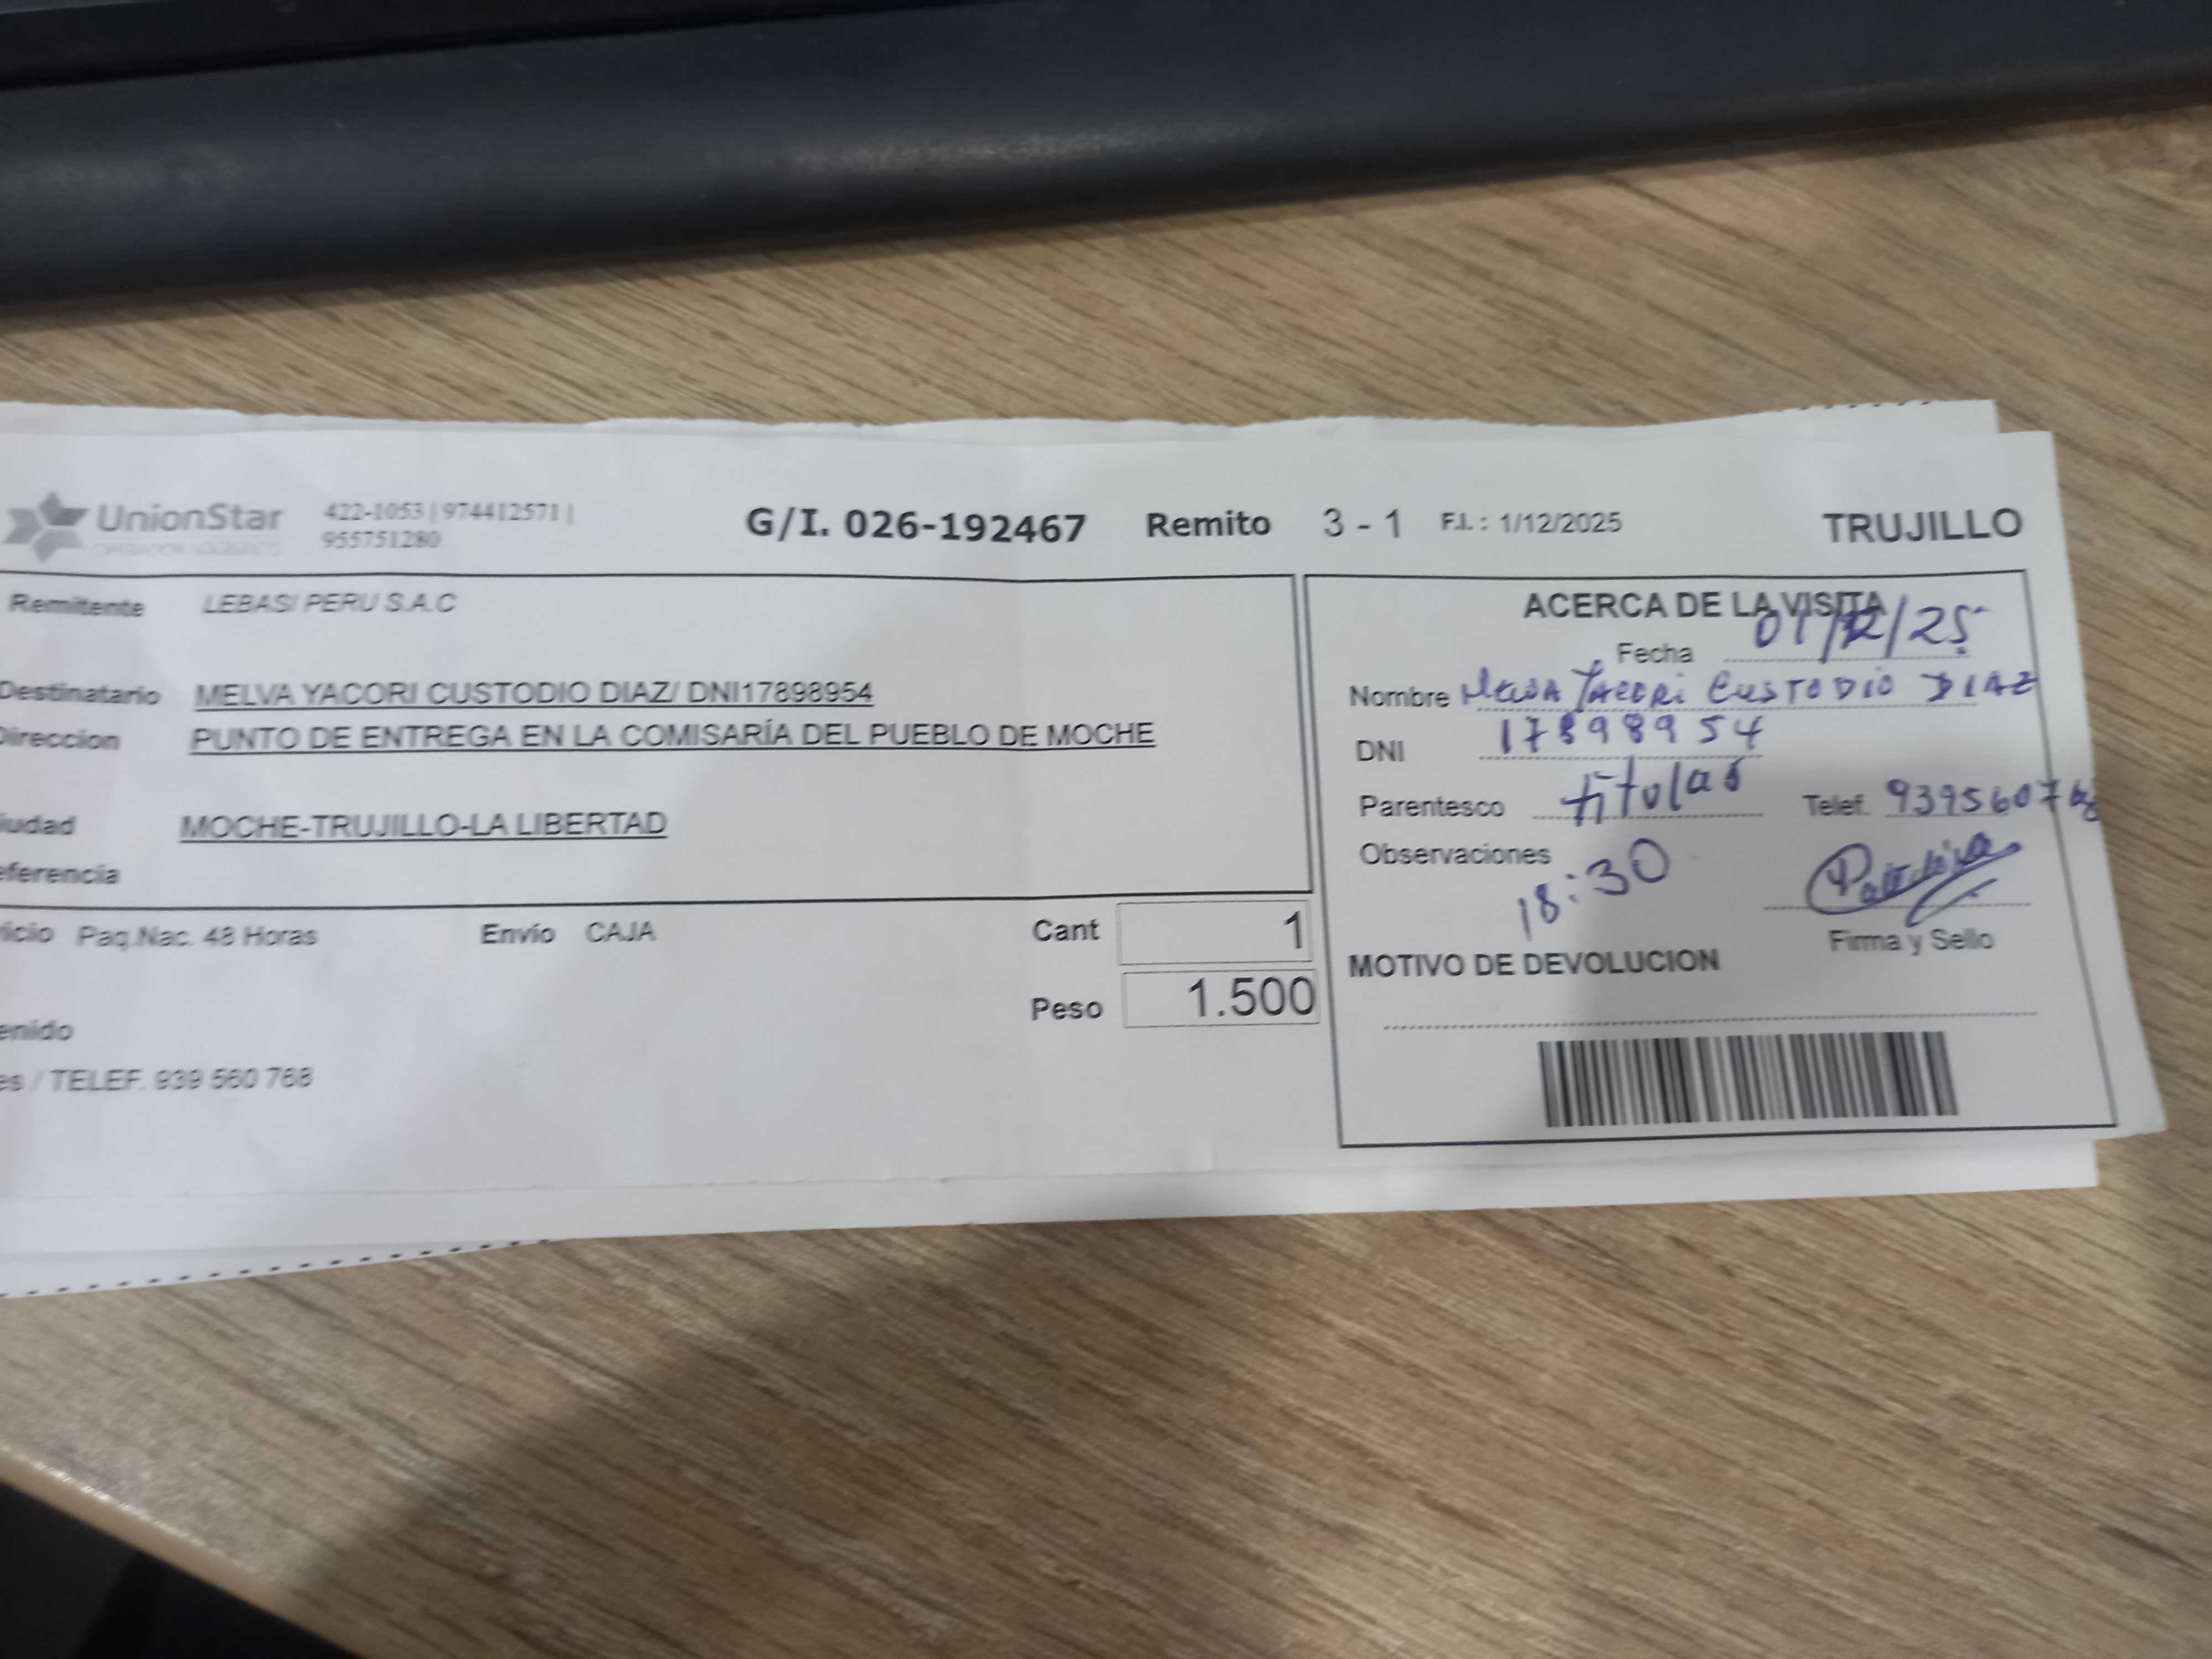 UnionStar
OPERADOR LOGISTICO
422-1053 | 974412571 |
955751280
G/I. 026-192467 Remito 3 - 1 F.I. : 1/12/2025 TRUJILLO
Remitente LEBASI PERU S.A.C
Destinatario MELVA YACORI CUSTODIO DIAZ/ DNI17898954
Direccion PUNTO DE ENTREGA EN LA COMISARÍA DEL PUEBLO DE MOCHE
iudad MOCHE-TRUJILLO-LA LIBERTAD
eferencia
vicio Paq.Nac. 48 Horas Envío CAJA Cant 1
Peso 1.500
enido
es / TELEF. 939 560 768
ACERCA DE LA VISITA
Fecha 01/12/25
Nombre MELVA YACORI CUSTODIO DIAZ
DNI 17898954
Parentesco titular Telef. 939560768
Observaciones
18:30
Firma y Sello
MOTIVO DE DEVOLUCION